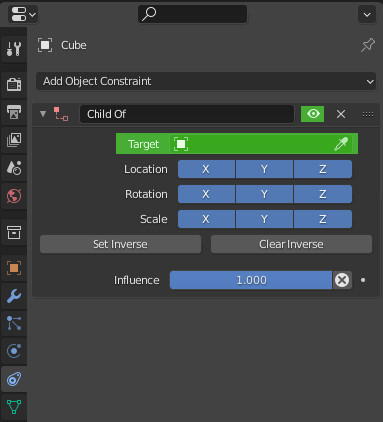 Cube
Add Object Constraint
Child Of
Target
Location X Y Z
Rotation X Y Z
Scale X Y Z
Set Inverse Clear Inverse
Influence 1.000